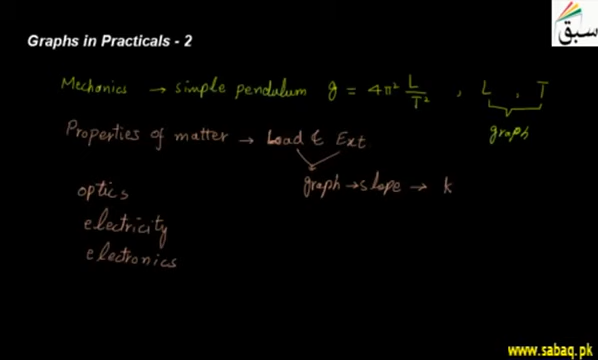 سبق
Graphs in Practicals - 2
Mechanics → simple pendulum g = 4π² L/T² , L , T
graph
Properties of matter → Load & Ext.
graph → slope → k
optics
electricity
electronics
www.sabaq.pk